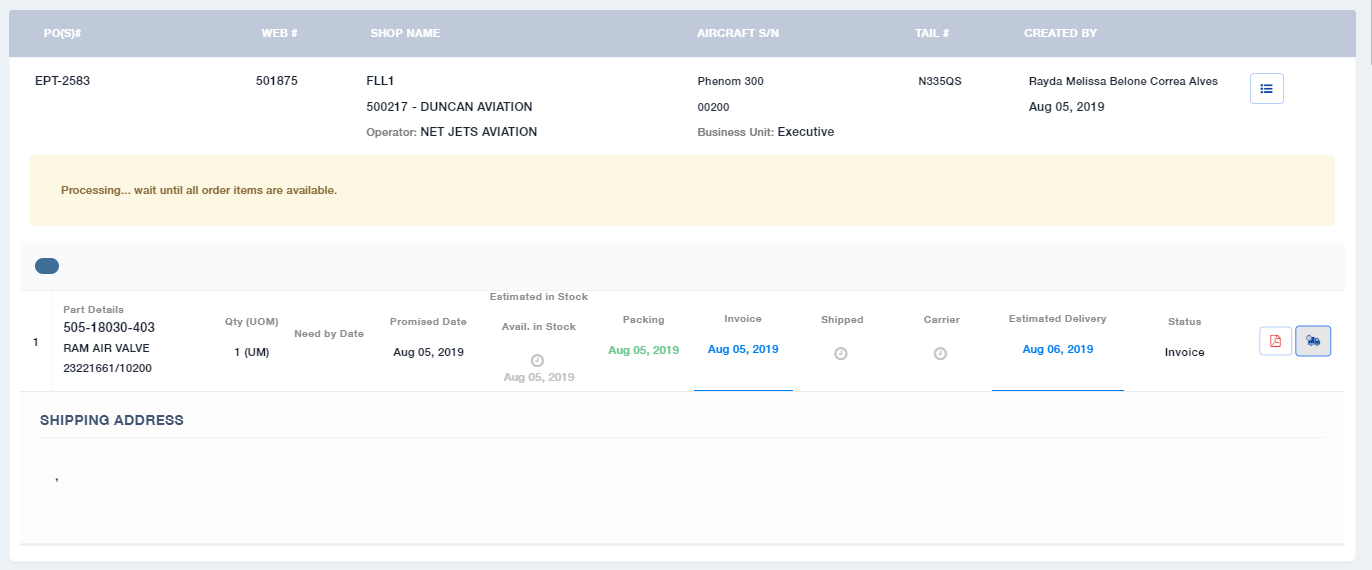 PO(S)# WEB # SHOP NAME AIRCRAFT S/N TAIL # CREATED BY
EPT-2583 501875 FLL1 Phenom 300 N335QS Rayda Melissa Belone Correa Alves
500217 - DUNCAN AVIATION 00200 Aug 05, 2019
Operator: NET JETS AVIATION Business Unit: Executive
Processing... wait until all order items are available.
1
Part Details
505-18030-403
RAM AIR VALVE
23221661/10200
Qty (UOM)
1 (UM)
Need by Date
Promised Date
Aug 05, 2019
Estimated in Stock
Avail. in Stock
Aug 05, 2019
Packing
Aug 05, 2019
Invoice
Aug 05, 2019
Shipped
Carrier
Estimated Delivery
Aug 06, 2019
Status
Invoice
SHIPPING ADDRESS
,